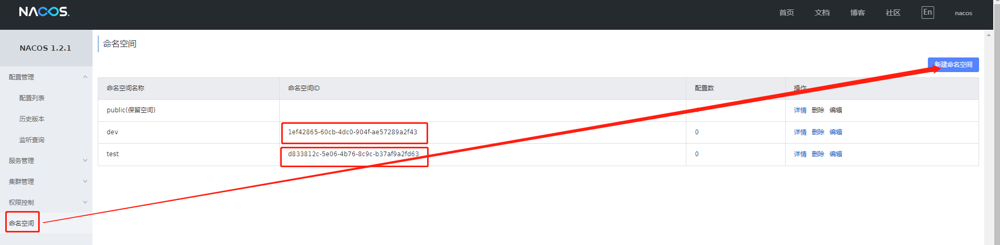 NACOS.
首页 文档 博客 社区 En nacos
NACOS 1.2.1
配置管理
配置列表
历史版本
监听查询
服务管理
集群管理
权限控制
命名空间
命名空间
新建命名空间
命名空间名称 命名空间ID 配置数 操作
public(保留空间) 详情 删除 编辑
dev 1ef42865-60cb-4dc0-904f-ae57289a2f43 0 详情 删除 编辑
test d833812c-5e06-4b76-8c9c-b37af9a2fd63 0 详情 删除 编辑